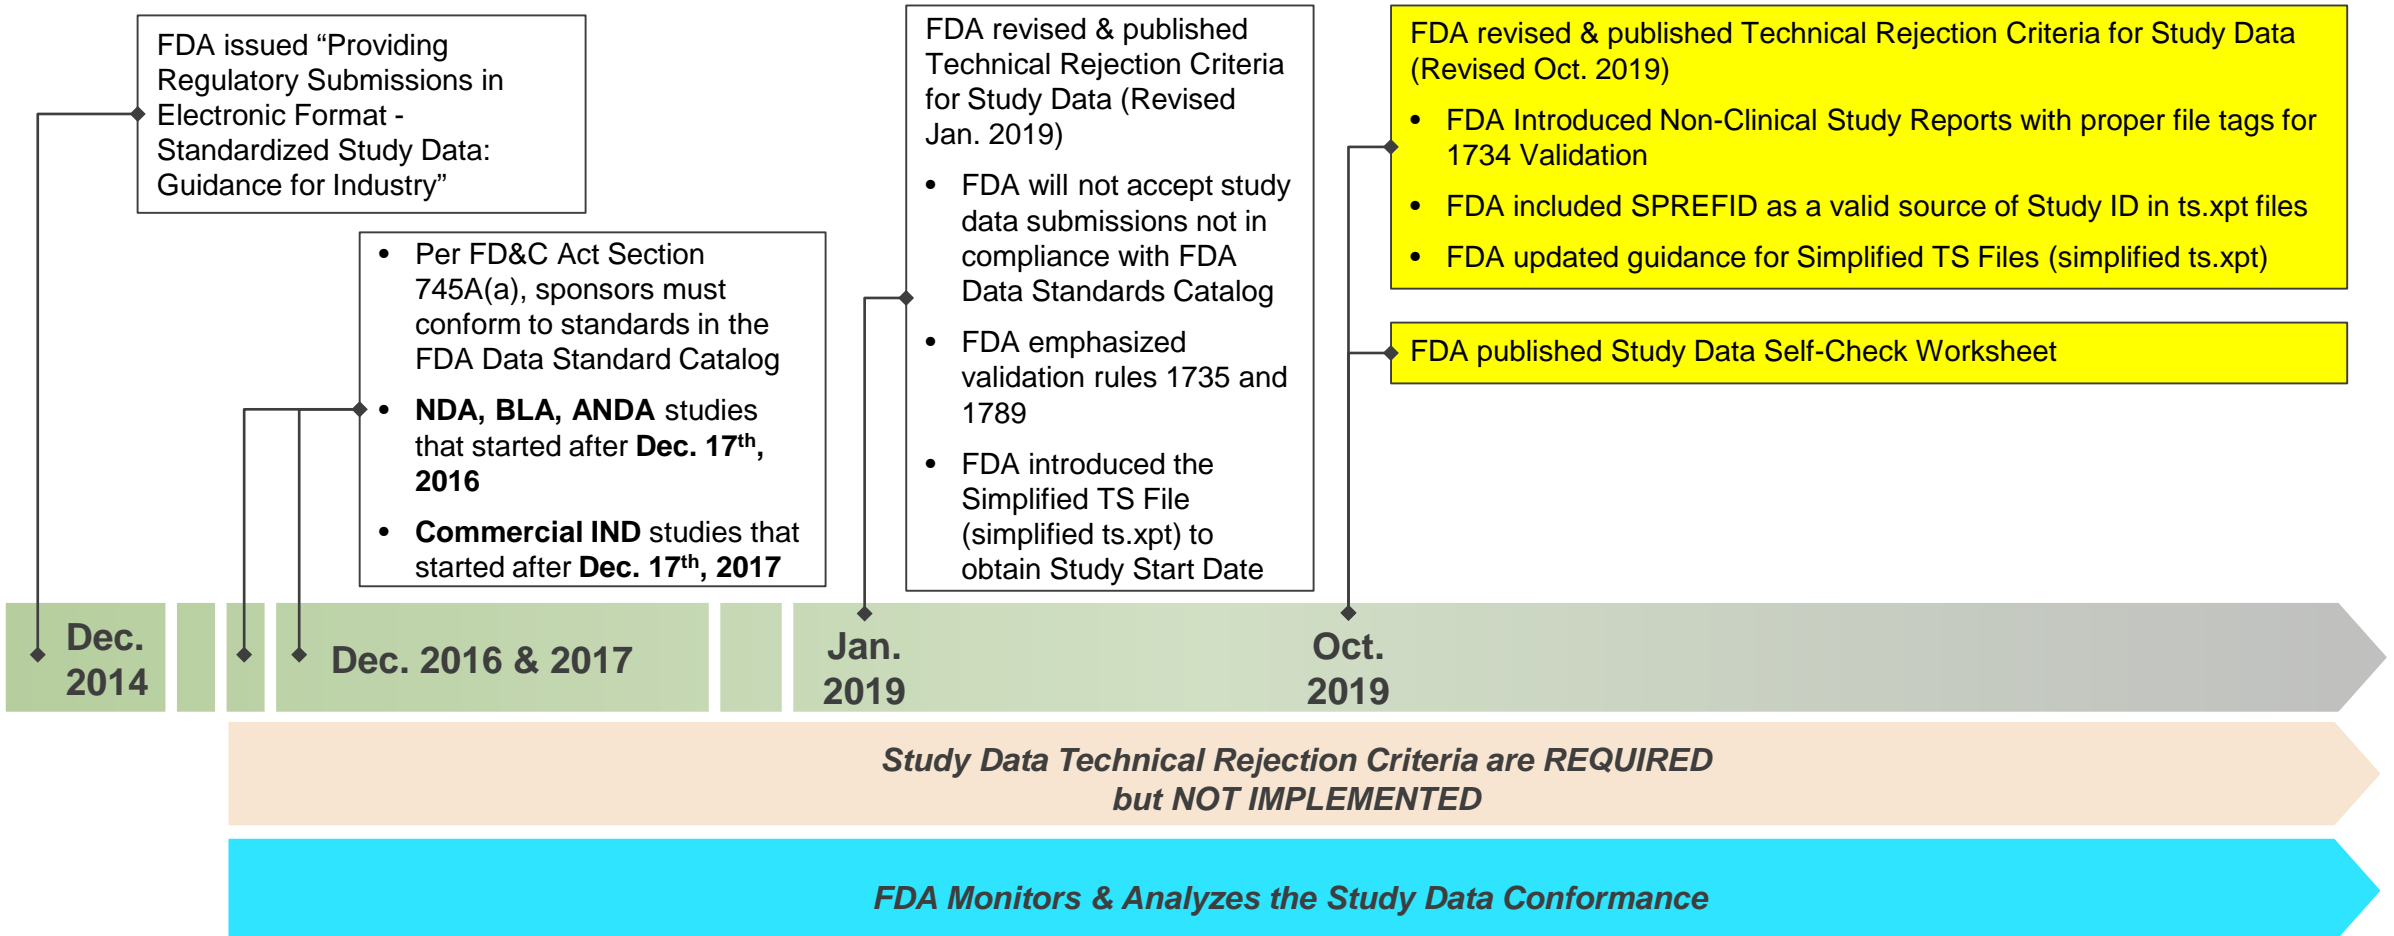 FDA issued “Providing
Regulatory Submissions in
Electronic Format -
Standardized Study Data:
Guidance for Industry”
• Per FD&C Act Section
745A(a), sponsors must
conform to standards in the
FDA Data Standard Catalog
• NDA, BLA, ANDA studies
that started after Dec. 17th,
2016
• Commercial IND studies that
started after Dec. 17th, 2017
FDA revised & published
Technical Rejection Criteria
for Study Data (Revised
Jan. 2019)
• FDA will not accept study
data submissions not in
compliance with FDA
Data Standards Catalog
• FDA emphasized
validation rules 1735 and
1789
• FDA introduced the
Simplified TS File
(simplified ts.xpt) to
obtain Study Start Date
FDA revised & published Technical Rejection Criteria for Study Data
(Revised Oct. 2019)
• FDA Introduced Non-Clinical Study Reports with proper file tags for
1734 Validation
• FDA included SPREFID as a valid source of Study ID in ts.xpt files
• FDA updated guidance for Simplified TS Files (simplified ts.xpt)
FDA published Study Data Self-Check Worksheet
Dec.
2014
Dec. 2016 & 2017
Jan.
2019
Oct.
2019
Study Data Technical Rejection Criteria are REQUIRED
but NOT IMPLEMENTED
FDA Monitors & Analyzes the Study Data Conformance